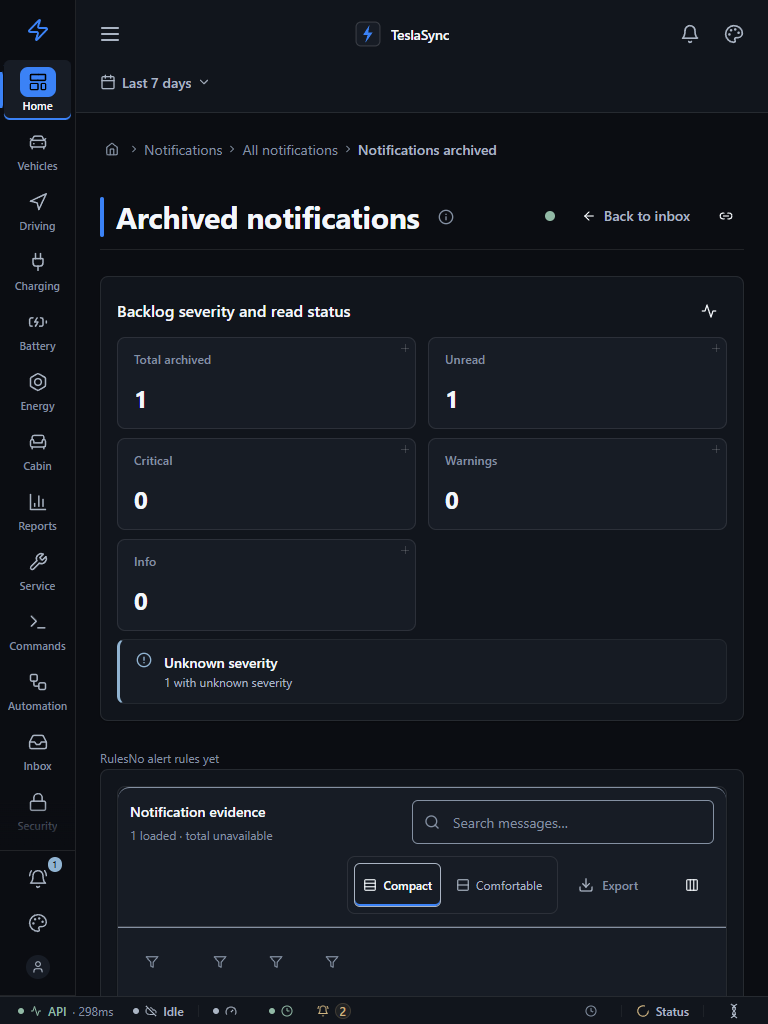 TeslaSync
Last 7 days
Home
Vehicles
Driving
Charging
Battery
Energy
Cabin
Reports
Service
Commands
Automation
Inbox
Security
1
Notifications
All notifications
Notifications archived
Archived notifications
Back to inbox
Backlog severity and read status
Total archived
1
Unread
1
Critical
0
Warnings
0
Info
0
Unknown severity
1 with unknown severity
RulesNo alert rules yet
Notification evidence
1 loaded · total unavailable
Search messages...
Compact
Comfortable
Export
API · 298ms
Idle
2
Status